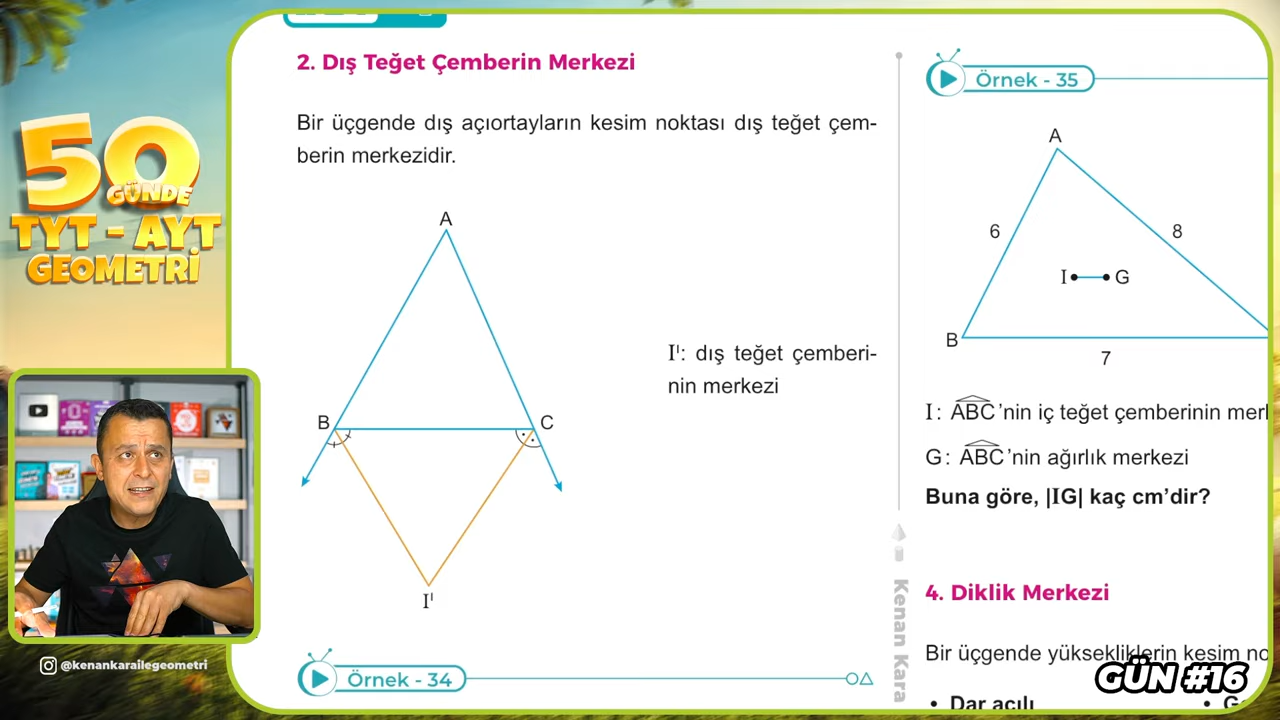 50
GÜNDE
TYT - AYT
GEOMETRİ
@kenankarailegeometri
2. Dış Teğet Çemberin Merkezi
Bir üçgende dış açıortayların kesim noktası dış teğet çem-
berin merkezidir.
A
B
C
I'
I': dış teğet çemberi-
nin merkezi
Örnek - 34
Kenan Kara
Örnek - 35
A
6
8
I
G
B
7
I : ABC'nin iç teğet çemberinin
G : ABC'nin ağırlık merkezi
Buna göre, |IG| kaç cm'dir?
4. Diklik Merkezi
Bir üçgende yüksekliklerin kesim
• Dar açılı
GÜN #16